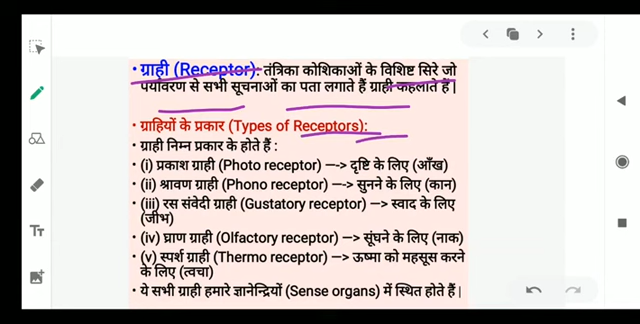 • ग्राही (Receptor): तंत्रिका कोशिकाओं के विशिष्ट सिरे जो
पर्यावरण से सभी सूचनाओं का पता लगाते हैं ग्राही कहलाते हैं|
• ग्राहियों के प्रकार (Types of Receptors):
• ग्राही निम्न प्रकार के होते हैं :
• (i) प्रकाश ग्राही (Photo receptor) —> दृष्टि के लिए (आँख)
• (ii) श्रावण ग्राही (Phono receptor) —> सुनने के लिए (कान)
• (iii) रस संवेदी ग्राही (Gustatory receptor) —> स्वाद के लिए
(जीभ)
• (iv) घ्राण ग्राही (Olfactory receptor) —> सूंघने के लिए (नाक)
• (v) स्पर्श ग्राही (Thermo receptor) —> ऊष्मा को महसूस करने
के लिए (त्वचा)
• ये सभी ग्राही हमारे ज्ञानेन्द्रियों (Sense organs) में स्थित होते हैं|